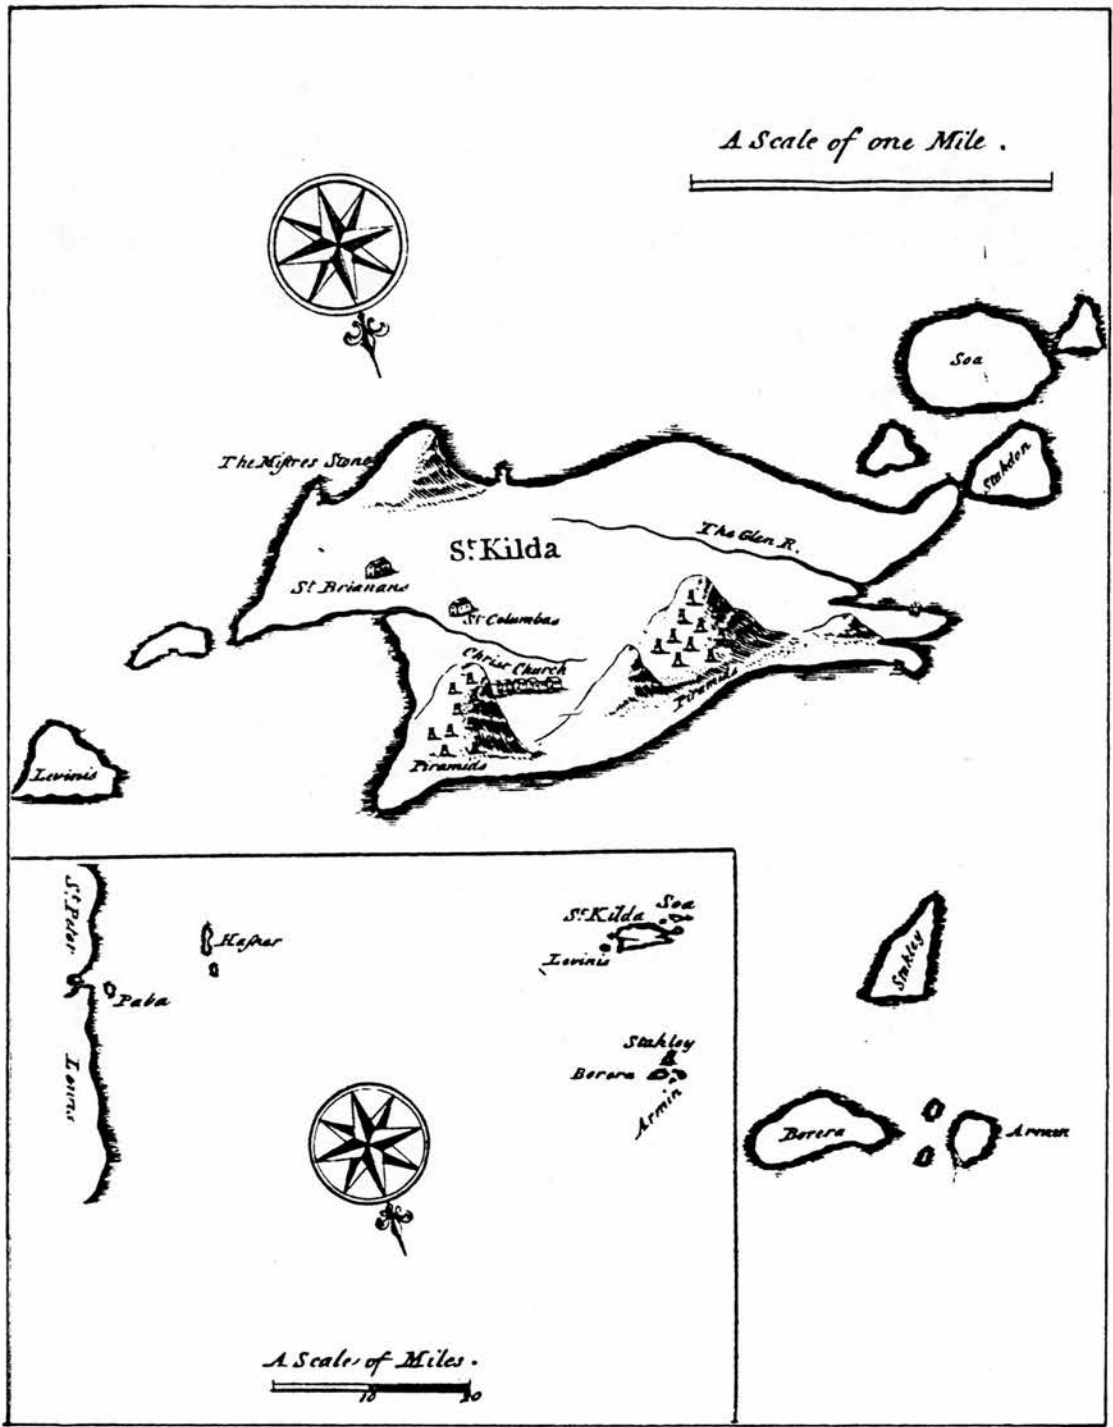 A Scale of one Mile .
Soa
Stakdon
The Miſtres Stone
St. Kilda
The Glen R.
St. Brianans
St. Columbas
Christ Church
Piramids
Piramids
Levinis
St. Peter
Haſker
Paba
Lewis
St. Kilda
Soa
Levinis
Stakley
Borera
Armin
Stakley
Borera
Armin
A Scale of Miles .
10 20